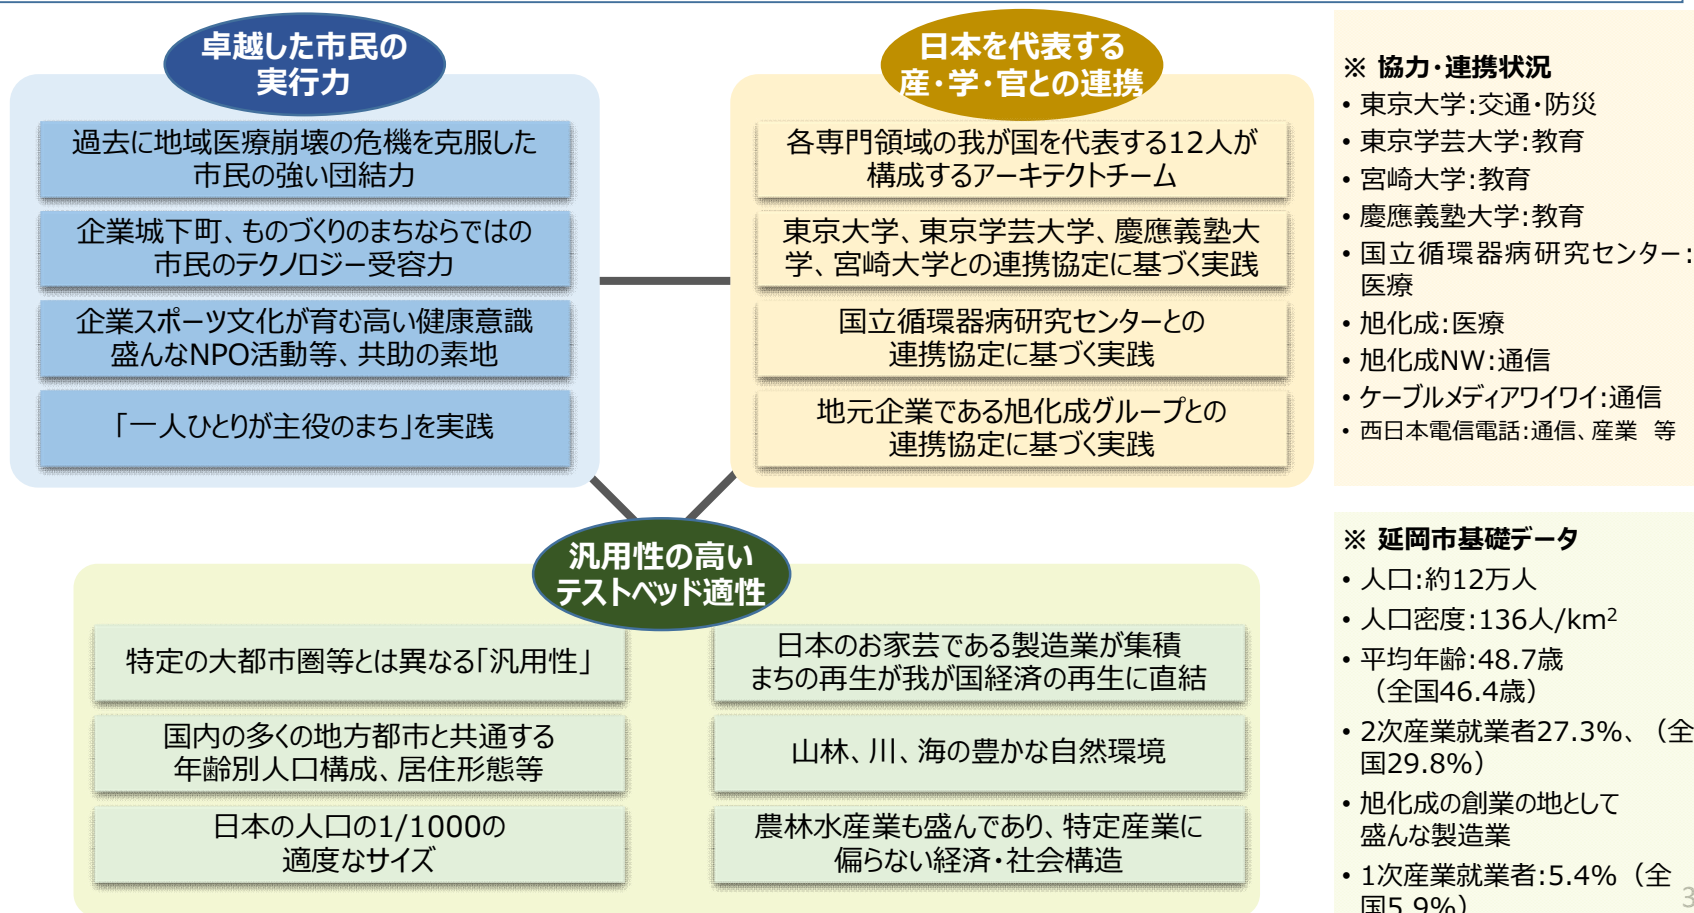 卓越した市民の
実行力
過去に地域医療崩壊の危機を克服した
市民の強い団結力
企業城下町、ものづくりのまちならではの
市民のテクノロジー受容力
企業スポーツ文化が育む高い健康意識
盛んなNPO活動等、共助の素地
「一人ひとりが主役のまち」を実践
日本を代表する
産・学・官との連携
各専門領域の我が国を代表する12人が
構成するアーキテクトチーム
東京大学、東京学芸大学、慶應義塾大
学、宮崎大学との連携協定に基づく実践
国立循環器病研究センターとの
連携協定に基づく実践
地元企業である旭化成グループとの
連携協定に基づく実践
汎用性の高い
テストベッド適性
特定の大都市圏等とは異なる「汎用性」
国内の多くの地方都市と共通する
年齢別人口構成、居住形態等
日本の人口の1/1000の
適度なサイズ
日本のお家芸である製造業が集積
まちの再生が我が国経済の再生に直結
山林、川、海の豊かな自然環境
農林水産業も盛んであり、特定産業に
偏らない経済・社会構造
※ 協力・連携状況
• 東京大学:交通・防災
• 東京学芸大学:教育
• 宮崎大学:教育
• 慶應義塾大学:教育
• 国立循環器病研究センター:
医療
• 旭化成:医療
• 旭化成NW:通信
• ケーブルメディアワイワイ:通信
• 西日本電信電話:通信、産業 等
※ 延岡市基礎データ
• 人口:約12万人
• 人口密度:136人/km²
• 平均年齢:48.7歳
（全国46.4歳）
• 2次産業就業者27.3%、（全
国29.8%）
• 旭化成の創業の地として
盛んな製造業
• 1次産業就業者:5.4%（全
国5.9%）
3